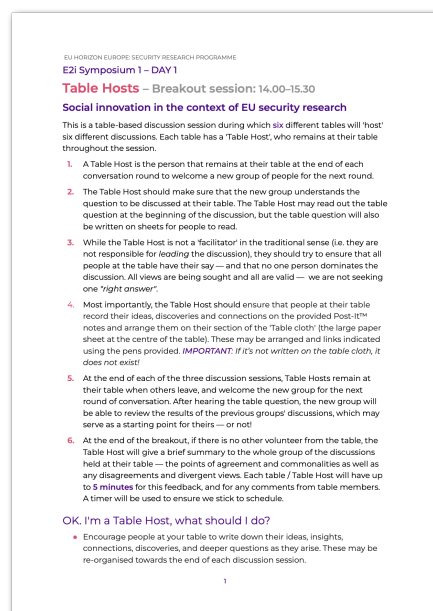 EU HORIZON EUROPE: SECURITY RESEARCH PROGRAMME
E2i Symposium 1 – DAY 1
Table Hosts – Breakout session: 14.00–15.30
Social innovation in the context of EU security research
This is a table-based discussion session during which six different tables will 'host'
six different discussions. Each table has a 'Table Host', who remains at their table
throughout the session.
1. A Table Host is the person that remains at their table at the end of each
conversation round to welcome a new group of people for the next round.
2. The Table Host should make sure that the new group understands the
question to be discussed at their table. The Table Host may read out the table
question at the beginning of the discussion, but the table question will also
be written on sheets for people to read.
3. While the Table Host is not a 'facilitator' in the traditional sense (i.e. they are
not responsible for leading the discussion), they should try to ensure that all
people at the table have their say — and that no one person dominates the
discussion. All views are being sought and all are valid — we are not seeking
one "right answer".
4. Most importantly, the Table Host should ensure that people at their table
record their ideas, discoveries and connections on the provided Post-It™
notes and arrange them on their section of the 'Table cloth' (the large paper
sheet at the centre of the table). These may be arranged and links indicated
using the pens provided. IMPORTANT: If it's not written on the table cloth, it
does not exist!
5. At the end of each of the three discussion sessions, Table Hosts remain at
their table when others leave, and welcome the new group for the next
round of conversation. After hearing the table question, the new group will
be able to review the results of the previous groups' discussions, which may
serve as a starting point for theirs — or not!
6. At the end of the breakout, if there is no other volunteer from the table, the
Table Host will give a brief summary to the whole group of the discussions
held at their table — the points of agreement and commonalities as well as
any disagreements and divergent views. Each table / Table Host will have up
to 5 minutes for this feedback, and for any comments from table members.
A timer will be used to ensure we stick to schedule.
OK. I'm a Table Host, what should I do?
• Encourage people at your table to write down their ideas, insights,
connections, discoveries, and deeper questions as they arise. These may be
re-organised towards the end of each discussion session.
1